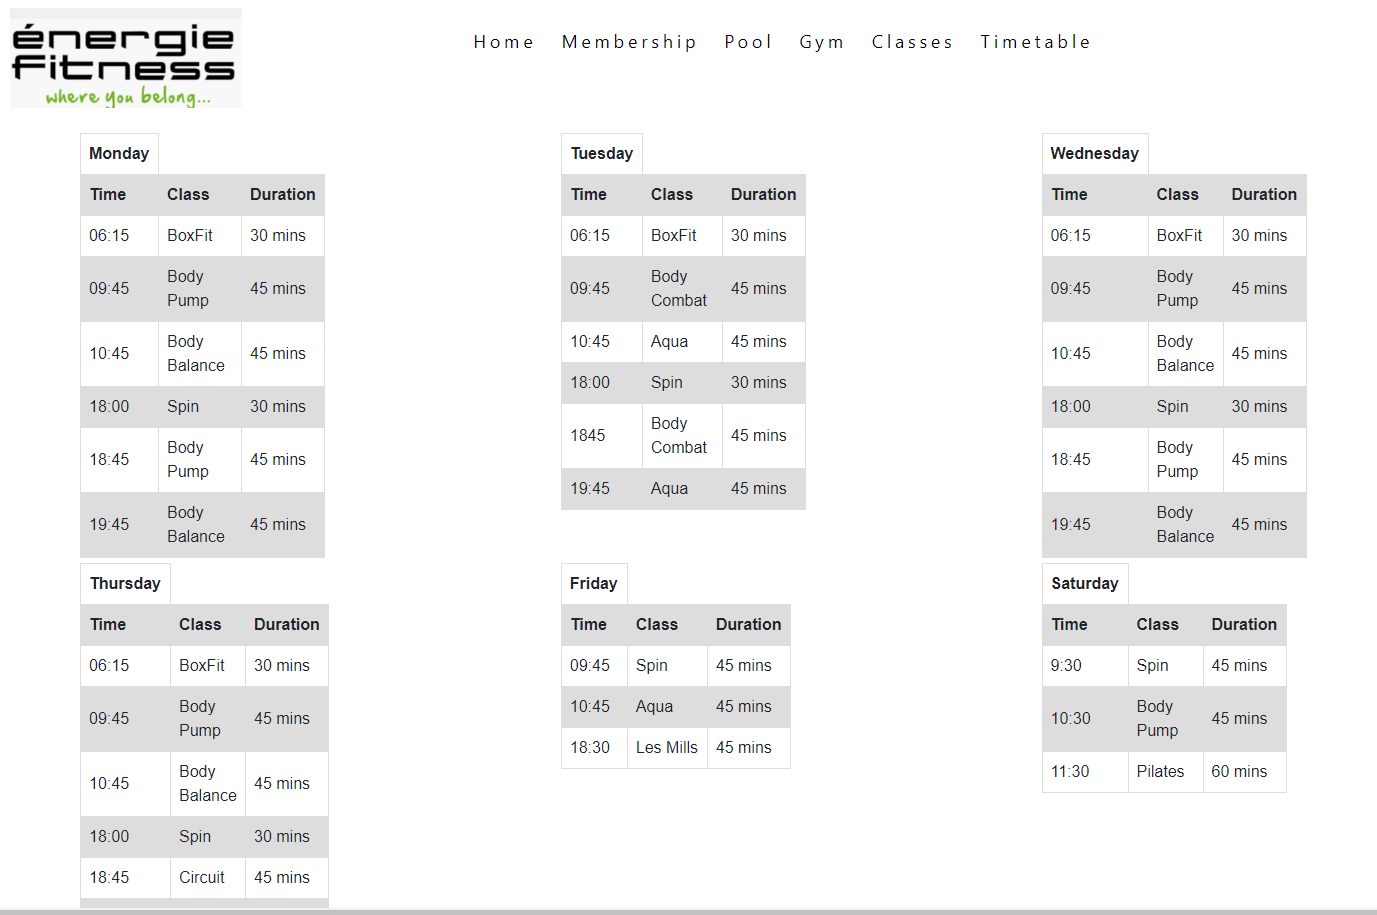 énergie
Fitness
where you belong...
Home Membership Pool Gym Classes Timetable
Monday
Time Class Duration
06:15 BoxFit 30 mins
09:45 Body Pump 45 mins
10:45 Body Balance 45 mins
18:00 Spin 30 mins
18:45 Body Pump 45 mins
19:45 Body Balance 45 mins
Tuesday
Time Class Duration
06:15 BoxFit 30 mins
09:45 Body Combat 45 mins
10:45 Aqua 45 mins
18:00 Spin 30 mins
1845 Body Combat 45 mins
19:45 Aqua 45 mins
Wednesday
Time Class Duration
06:15 BoxFit 30 mins
09:45 Body Pump 45 mins
10:45 Body Balance 45 mins
18:00 Spin 30 mins
18:45 Body Pump 45 mins
19:45 Body Balance 45 mins
Thursday
Time Class Duration
06:15 BoxFit 30 mins
09:45 Body Pump 45 mins
10:45 Body Balance 45 mins
18:00 Spin 30 mins
18:45 Circuit 45 mins
Friday
Time Class Duration
09:45 Spin 45 mins
10:45 Aqua 45 mins
18:30 Les Mills 45 mins
Saturday
Time Class Duration
9:30 Spin 45 mins
10:30 Body Pump 45 mins
11:30 Pilates 60 mins